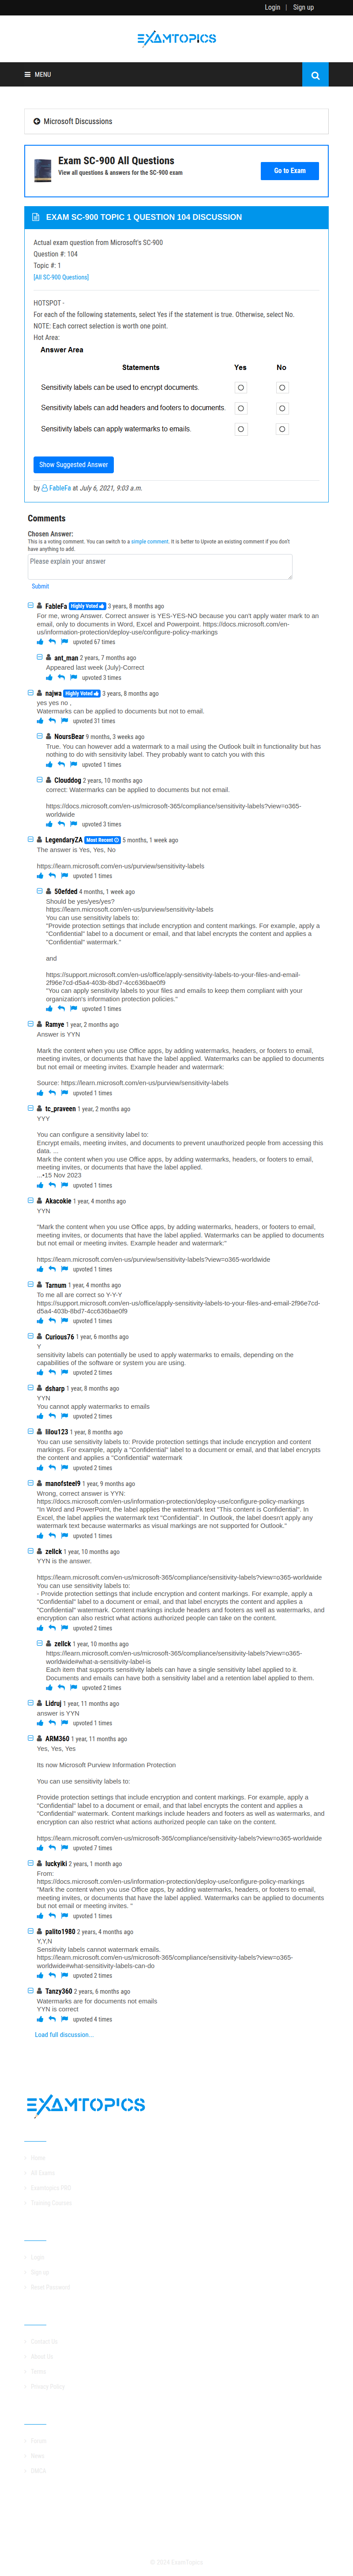 Login | Sign up
EXAMTOPICS
MENU
Microsoft Discussions
Exam SC-900 All Questions
View all questions & answers for the SC-900 exam
Go to Exam
EXAM SC-900 TOPIC 1 QUESTION 104 DISCUSSION
Actual exam question from Microsoft's SC-900
Question #: 104
Topic #: 1
[All SC-900 Questions]
HOTSPOT -
For each of the following statements, select Yes if the statement is true. Otherwise, select No.
NOTE: Each correct selection is worth one point.
Hot Area:
Answer Area
Statements Yes No
Sensitivity labels can be used to encrypt documents.
Sensitivity labels can add headers and footers to documents.
Sensitivity labels can apply watermarks to emails.
Show Suggested Answer
by FableFa at July 6, 2021, 9:03 a.m.
Comments
Chosen Answer:
This is a voting comment. You can switch to a simple comment. It is better to Upvote an existing comment if you don't
have anything to add.
Please explain your answer
Submit
FableFa Highly Voted 3 years, 8 months ago
For me, wrong Answer. Correct answer is YES-YES-NO because you can't apply water mark to an
email, only to documents in Word, Excel and Powerpoint. https://docs.microsoft.com/en-
us/information-protection/deploy-use/configure-policy-markings
upvoted 67 times
ant_man 2 years, 7 months ago
Appeared last week (July)-Correct
upvoted 3 times
najwa Highly Voted 3 years, 8 months ago
yes yes no ,
Watermarks can be applied to documents but not to email.
upvoted 31 times
NoursBear 9 months, 3 weeks ago
True. You can however add a watermark to a mail using the Outlook built in functionality but has
nothing to do with sensitivity label. They probably want to catch you with this
upvoted 1 times
Clouddog 2 years, 10 months ago
correct: Watermarks can be applied to documents but not email.
https://docs.microsoft.com/en-us/microsoft-365/compliance/sensitivity-labels?view=o365-
worldwide
upvoted 3 times
LegendaryZA Most Recent 5 months, 1 week ago
The answer is Yes, Yes, No
https://learn.microsoft.com/en-us/purview/sensitivity-labels
upvoted 1 times
50efded 4 months, 1 week ago
Should be yes/yes/yes?
https://learn.microsoft.com/en-us/purview/sensitivity-labels
You can use sensitivity labels to:
"Provide protection settings that include encryption and content markings. For example, apply a
"Confidential" label to a document or email, and that label encrypts the content and applies a
"Confidential" watermark."
and
https://support.microsoft.com/en-us/office/apply-sensitivity-labels-to-your-files-and-email-
2f96e7cd-d5a4-403b-8bd7-4cc636bae0f9
"You can apply sensitivity labels to your files and emails to keep them compliant with your
organization's information protection policies."
upvoted 1 times
Ramye 1 year, 2 months ago
Answer is YYN
Mark the content when you use Office apps, by adding watermarks, headers, or footers to email,
meeting invites, or documents that have the label applied. Watermarks can be applied to documents
but not email or meeting invites. Example header and watermark:
Source: https://learn.microsoft.com/en-us/purview/sensitivity-labels
upvoted 1 times
tc_praveen 1 year, 2 months ago
YYY
You can configure a sensitivity label to:
Encrypt emails, meeting invites, and documents to prevent unauthorized people from accessing this
data. ...
Mark the content when you use Office apps, by adding watermarks, headers, or footers to email,
meeting invites, or documents that have the label applied.
...•15 Nov 2023
upvoted 1 times
Akacokie 1 year, 4 months ago
YYN
"Mark the content when you use Office apps, by adding watermarks, headers, or footers to email,
meeting invites, or documents that have the label applied. Watermarks can be applied to documents
but not email or meeting invites. Example header and watermark:"
https://learn.microsoft.com/en-us/purview/sensitivity-labels?view=o365-worldwide
upvoted 1 times
Tarnum 1 year, 4 months ago
To me all are correct so Y-Y-Y
https://support.microsoft.com/en-us/office/apply-sensitivity-labels-to-your-files-and-email-2f96e7cd-
d5a4-403b-8bd7-4cc636bae0f9
upvoted 1 times
Curious76 1 year, 6 months ago
Y
sensitivity labels can potentially be used to apply watermarks to emails, depending on the
capabilities of the software or system you are using.
upvoted 2 times
dsharp 1 year, 8 months ago
YYN
You cannot apply watermarks to emails
upvoted 2 times
lilou123 1 year, 8 months ago
You can use sensitivity labels to: Provide protection settings that include encryption and content
markings. For example, apply a "Confidential" label to a document or email, and that label encrypts
the content and applies a "Confidential" watermark
upvoted 2 times
manofsteel9 1 year, 9 months ago
Wrong, correct answer is YYN:
https://docs.microsoft.com/en-us/information-protection/deploy-use/configure-policy-markings
"In Word and PowerPoint, the label applies the watermark text "This content is Confidential". In
Excel, the label applies the watermark text "Confidential". In Outlook, the label doesn't apply any
watermark text because watermarks as visual markings are not supported for Outlook."
upvoted 1 times
zellck 1 year, 10 months ago
YYN is the answer.
https://learn.microsoft.com/en-us/microsoft-365/compliance/sensitivity-labels?view=o365-worldwide
You can use sensitivity labels to:
- Provide protection settings that include encryption and content markings. For example, apply a
"Confidential" label to a document or email, and that label encrypts the content and applies a
"Confidential" watermark. Content markings include headers and footers as well as watermarks, and
encryption can also restrict what actions authorized people can take on the content.
upvoted 2 times
zellck 1 year, 10 months ago
https://learn.microsoft.com/en-us/microsoft-365/compliance/sensitivity-labels?view=o365-
worldwide#what-a-sensitivity-label-is
Each item that supports sensitivity labels can have a single sensitivity label applied to it.
Documents and emails can have both a sensitivity label and a retention label applied to them.
upvoted 2 times
Lidruj 1 year, 11 months ago
answer is YYN
upvoted 1 times
ARM360 1 year, 11 months ago
Yes, Yes, Yes
Its now Microsoft Purview Information Protection
You can use sensitivity labels to:
Provide protection settings that include encryption and content markings. For example, apply a
"Confidential" label to a document or email, and that label encrypts the content and applies a
"Confidential" watermark. Content markings include headers and footers as well as watermarks, and
encryption can also restrict what actions authorized people can take on the content.
https://learn.microsoft.com/en-us/microsoft-365/compliance/sensitivity-labels?view=o365-worldwide
upvoted 7 times
luckyiki 2 years, 1 month ago
From:
https://docs.microsoft.com/en-us/information-protection/deploy-use/configure-policy-markings
"Mark the content when you use Office apps, by adding watermarks, headers, or footers to email,
meeting invites, or documents that have the label applied. Watermarks can be applied to documents
but not email or meeting invites. "
upvoted 1 times
palito1980 2 years, 4 months ago
Y,Y,N
Sensitivity labels cannot watermark emails.
https://learn.microsoft.com/en-us/microsoft-365/compliance/sensitivity-labels?view=o365-
worldwide#what-sensitivity-labels-can-do
upvoted 2 times
Tanzy360 2 years, 6 months ago
Watermarks are for documents not emails
YYN is correct
upvoted 4 times
Load full discussion...
EXAMTOPICS
Home
All Exams
Examtopics PRO
Training Courses
Login
Sign up
Reset Password
Contact Us
About Us
Terms
Privacy Policy
Forum
News
DMCA
© 2024 ExamTopics